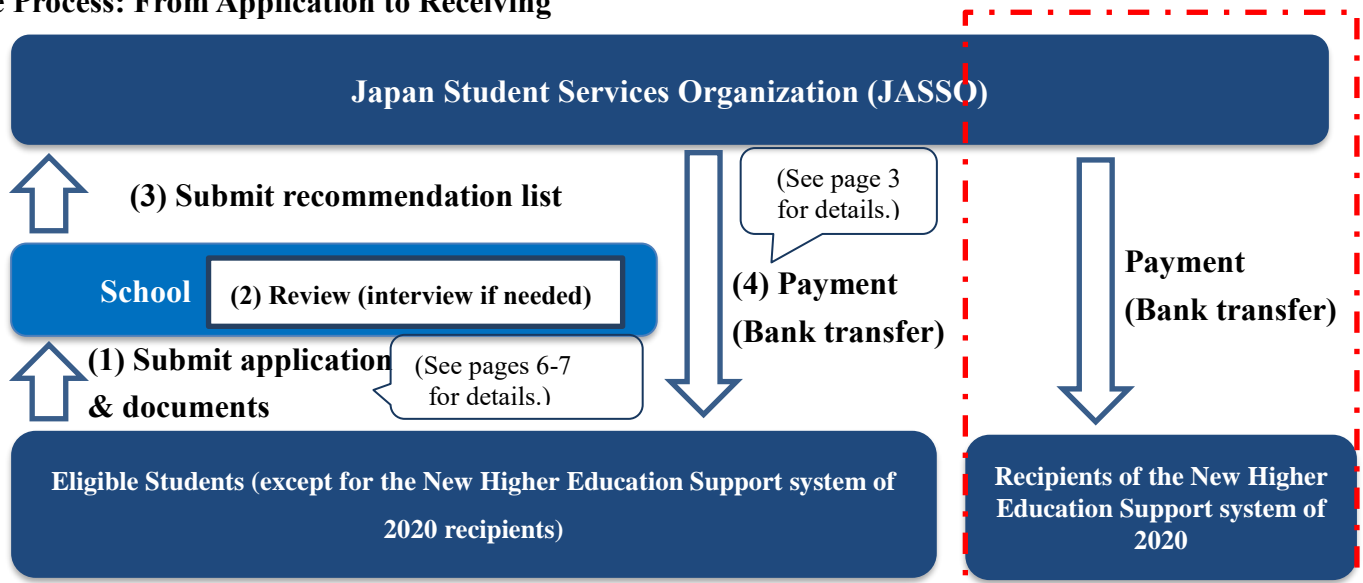 e Process: From Application to Receiving
Japan Student Services Organization (JASSO)
(3) Submit recommendation list
(See page 3
for details.)
School
(2) Review (interview if needed)
(4) Payment
(Bank transfer)
Payment
(Bank transfer)
(1) Submit application
& documents
(See pages 6-7
for details.)
Eligible Students (except for the New Higher Education Support system of
2020 recipients)
Recipients of the New Higher
Education Support system of
2020